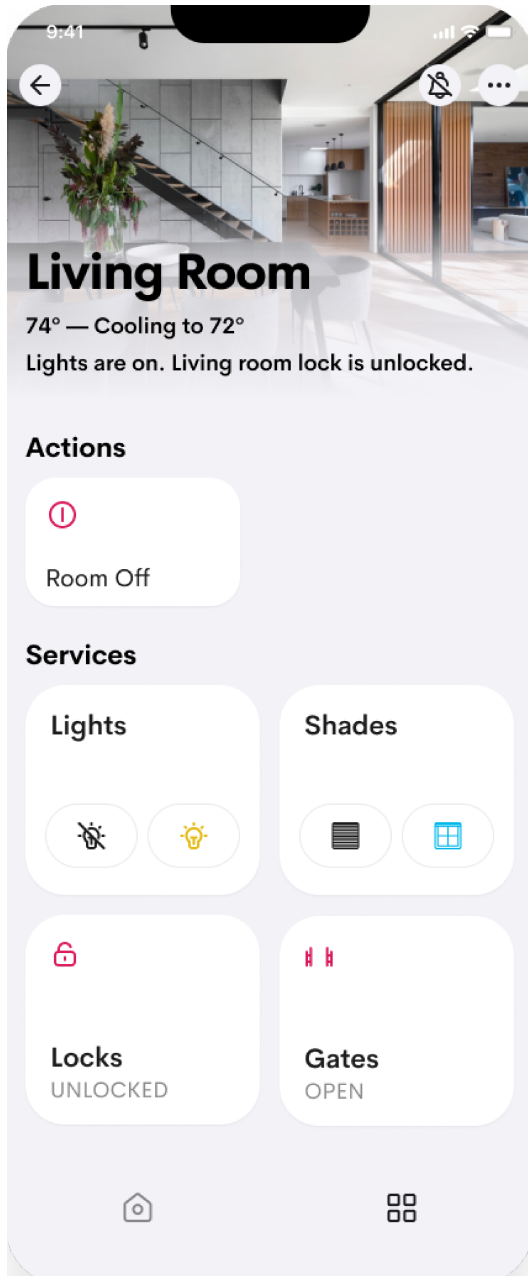 9:41
Living Room
74° — Cooling to 72°
Lights are on. Living room lock is unlocked.
Actions
Room Off
Services
Lights
Shades
Locks
UNLOCKED
Gates
OPEN